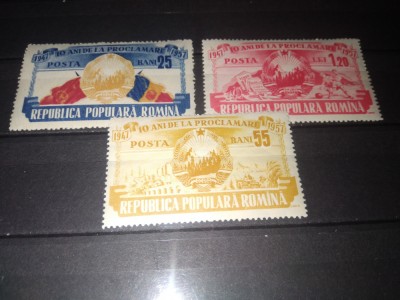 1947 10 ANI DE LA PROCLAMARE 1957
POSTA BANI 25
REPUBLICA POPULARA ROMINA
1947 10 ANI DE LA PROCLAMARE 1957
POSTA LEI 1.20
REPUBLICA POPULARA ROMINA
1947 10 ANI DE LA PROCLAMARE 1957
POSTA BANI 55
REPUBLICA POPULARA ROMINA